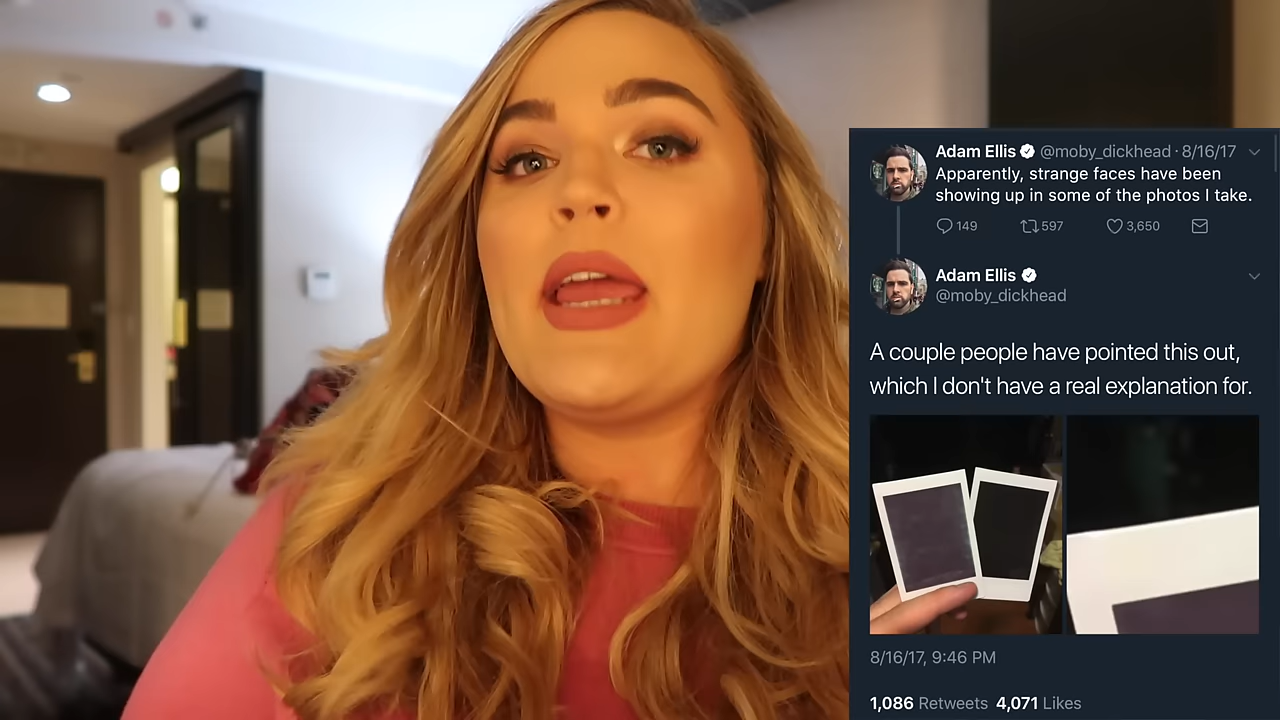 Adam Ellis @moby_dickhead · 8/16/17
Apparently, strange faces have been
showing up in some of the photos I take.
149 597 3,650
Adam Ellis
@moby_dickhead
A couple people have pointed this out,
which I don't have a real explanation for.
8/16/17, 9:46 PM
1,086 Retweets 4,071 Likes